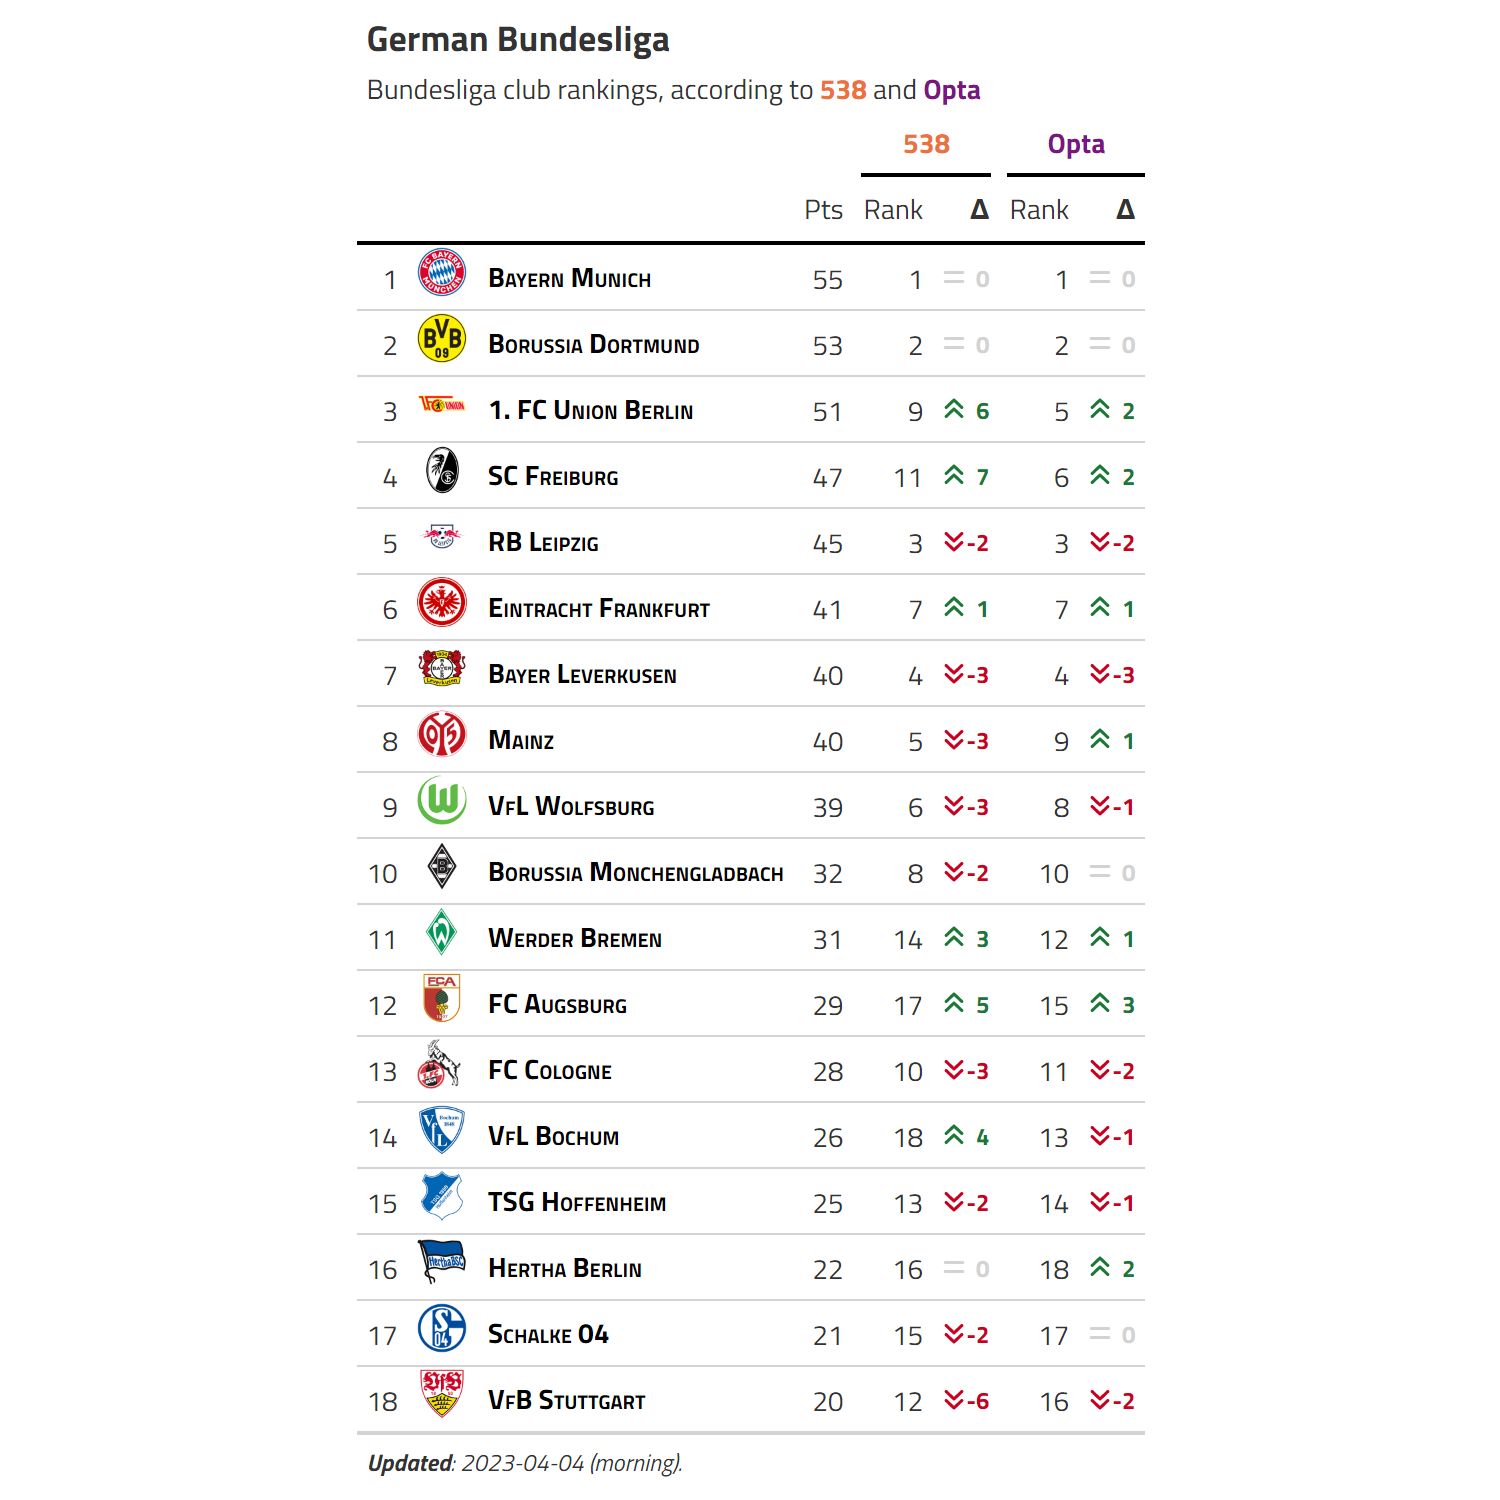 German Bundesliga
Bundesliga club rankings, according to 538 and Opta
538 Opta
Pts Rank Δ Rank Δ
1 BAYERN MUNICH 55 1 = 0 1 = 0
2 BORUSSIA DORTMUND 53 2 = 0 2 = 0
3 1. FC UNION BERLIN 51 9 6 5 2
4 SC FREIBURG 47 11 7 6 2
5 RB LEIPZIG 45 3 -2 3 -2
6 EINTRACHT FRANKFURT 41 7 1 7 1
7 BAYER LEVERKUSEN 40 4 -3 4 -3
8 MAINZ 40 5 -3 9 1
9 VFL WOLFSBURG 39 6 -3 8 -1
10 BORUSSIA MONCHENGLADBACH 32 8 -2 10 = 0
11 WERDER BREMEN 31 14 3 12 1
12 FC AUGSBURG 29 17 5 15 3
13 FC COLOGNE 28 10 -3 11 -2
14 VFL BOCHUM 26 18 4 13 -1
15 TSG HOFFENHEIM 25 13 -2 14 -1
16 HERTHA BERLIN 22 16 = 0 18 2
17 SCHALKE 04 21 15 -2 17 = 0
18 VFB STUTTGART 20 12 -6 16 -2
Updated: 2023-04-04 (morning).